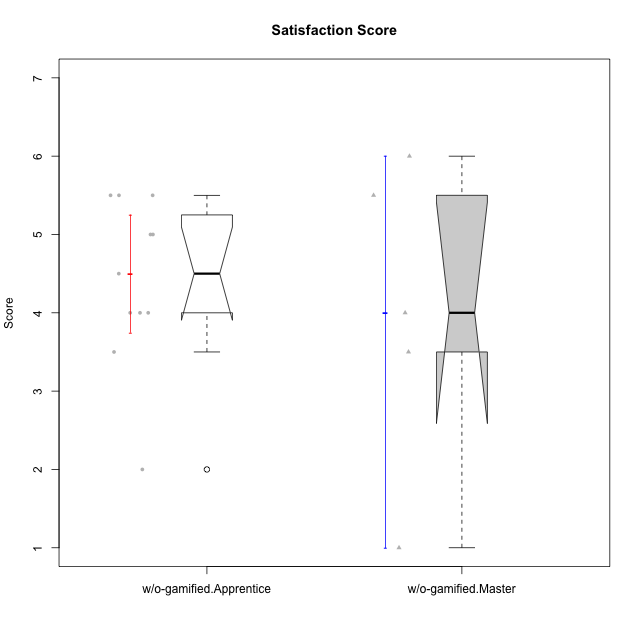 Satisfaction Score
7
6
5
4
3
2
1
Score
w/o-gamified.Apprentice
w/o-gamified.Master